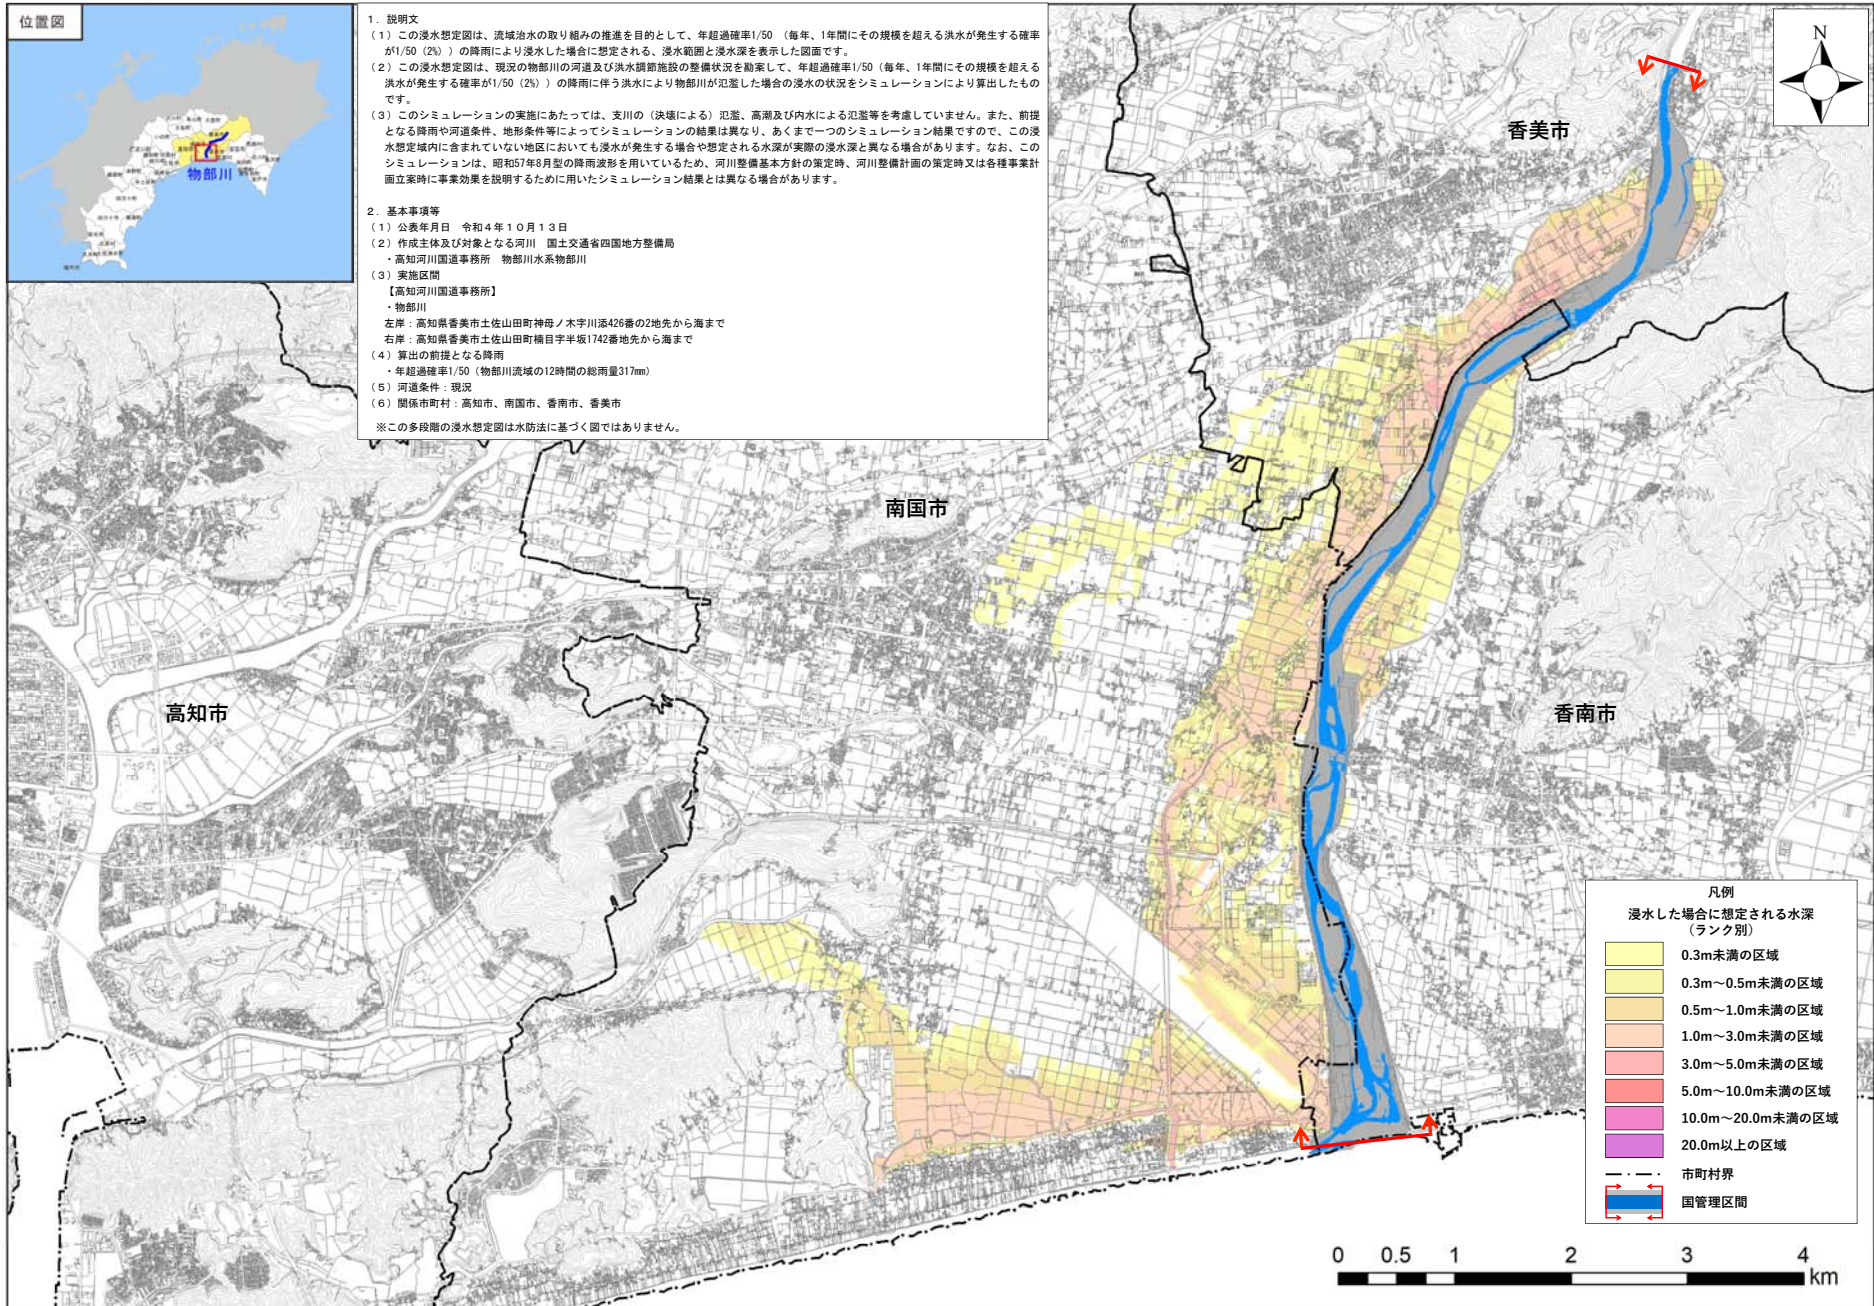 位置図
物部川
1．説明文
（1）この浸水想定図は、流域治水の取り組みの推進を目的として、年超過確率1/50 （毎年、1年間にその規模を超える洪水が発生する確率
が1/50（2%））の降雨により浸水した場合に想定される、浸水範囲と浸水深を表示した図面です。
（2）この浸水想定図は、現況の物部川の河道及び洪水調節施設の整備状況を勘案して、年超過確率1/50（毎年、1年間にその規模を超える
洪水が発生する確率が1/50（2%））の降雨に伴う洪水により物部川が氾濫した場合の浸水の状況をシミュレーションにより算出したもの
です。
（3）このシミュレーションの実施にあたっては、支川の（決壊による）氾濫、高潮及び内水による氾濫等を考慮していません。また、前提
となる降雨や河道条件、地形条件等によってシミュレーションの結果は異なり、あくまで一つのシミュレーション結果ですので、この浸
水想定域内に含まれていない地区においても浸水が発生する場合や想定される水深が実際の浸水深と異なる場合があります。なお、この
シミュレーションは、昭和57年8月型の降雨波形を用いているため、河川整備基本方針の策定時、河川整備計画の策定時又は各種事業計
画立案時に事業効果を説明するために用いたシミュレーション結果とは異なる場合があります。
2．基本事項等
（1）公表年月日　令和4年10月13日
（2）作成主体及び対象となる河川　国土交通省四国地方整備局
・高知河川国道事務所　物部川水系物部川
（3）実施区間
【高知河川国道事務所】
・物部川
左岸：高知県香美市土佐山田町神母ノ木字川添426番の2地先から海まで
右岸：高知県香美市土佐山田町楠目字半坂1742番地先から海まで
（4）算出の前提となる降雨
・年超過確率1/50（物部川流域の12時間の総雨量317mm）
（5）河道条件：現況
（6）関係市町村：高知市、南国市、香南市、香美市
※この多段階の浸水想定図は水防法に基づく図ではありません。
N
香美市
南国市
高知市
香南市
凡例
浸水した場合に想定される水深
（ランク別）
0.3m未満の区域
0.3m～0.5m未満の区域
0.5m～1.0m未満の区域
1.0m～3.0m未満の区域
3.0m～5.0m未満の区域
5.0m～10.0m未満の区域
10.0m～20.0m未満の区域
20.0m以上の区域
市町村界
国管理区間
0 0.5 1 2 3 4
km